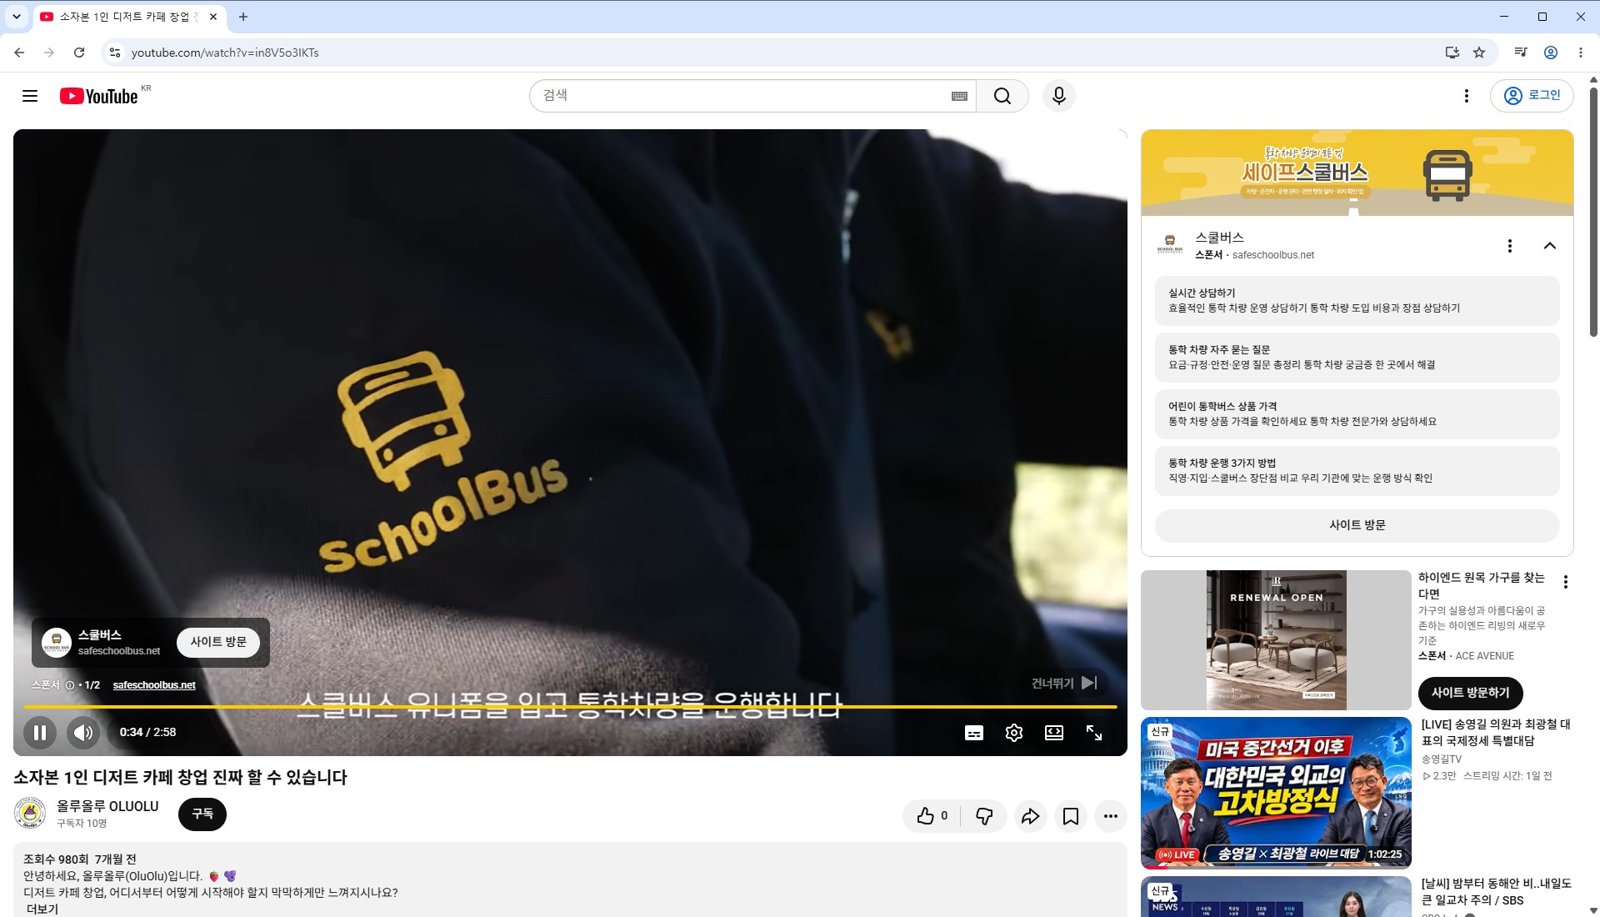 소자본 1인 디저트 카페 창업
youtube.com/watch?v=in8V5o3IKTs
YouTube KR
검색
로그인
SchoolBus
스쿨버스
safeschoolbus.net
사이트 방문
스폰서 • 1/2 safeschoolbus.net
건너뛰기
스쿨버스 유니폼을 입고 통학차량을 운행합니다
0:34 / 2:58
소자본 1인 디저트 카페 창업 진짜 할 수 있습니다
올루올루 OLUOLU
구독자 10명
구독
0
조회수 980회 7개월 전
안녕하세요, 올루올루(OluOlu)입니다. 🍓 🍇
디저트 카페 창업, 어디서부터 어떻게 시작해야 할지 막막하게만 느껴지시나요?
더보기
세이프스쿨버스
SCHOOL BUS
스쿨버스
스폰서 · safeschoolbus.net
실시간 상담하기
효율적인 통학 차량 운영 상담하기 통학 차량 도입 비용과 장점 상담하기
통학 차량 자주 묻는 질문
요금·규정·안전·운영 질문 총정리 통학 차량 궁금증 한 곳에서 해결
어린이 통학버스 상품 가격
통학 차량 상품 가격을 확인하세요 통학 차량 전문가와 상담하세요
통학 차량 운행 3가지 방법
직영·지입·스쿨버스 장단점 비교 우리 기관에 맞는 운행 방식 확인
사이트 방문
RENEWAL OPEN
하이엔드 원목 가구를 찾는다면
가구의 실용성과 아름다움이 공
존하는 하이엔드 리빙의 새로우
기준
스폰서 · ACE AVENUE
사이트 방문하기
신규
미국 중간선거 이후
대한민국 외교의
고차방정식
LIVE 송영길 × 최광철 라이브 대담 1:02:25
[LIVE] 송영길 의원과 최광철 대
표의 국제정세 특별대담
송영길TV
2.3만 스트리밍 시간: 1일 전
신규
NEWS
[날씨] 밤부터 동해안 비..내일도
큰 일교차 주의 / SBS